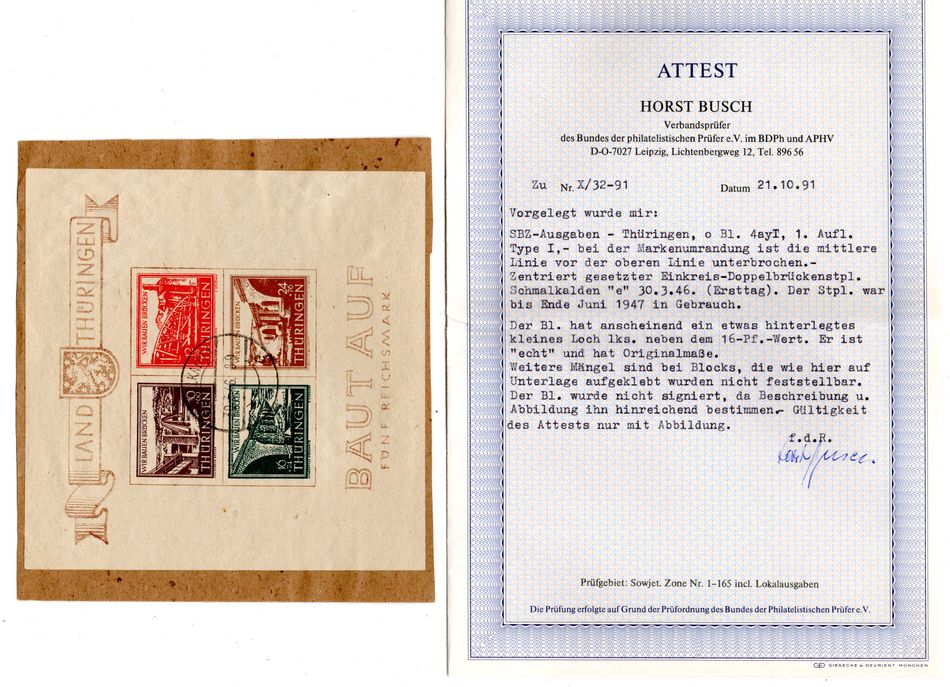 LAND THÜRINGEN
WIR BAUEN BRÜCKEN
THÜRINGEN
WIR BAUEN BRÜCKEN
24
THÜRINGEN
WIR BAUEN BRÜCKEN
THÜRINGEN
WIR BAUEN BRÜCKEN
16
THÜRINGEN
BAUT AUF
FÜNF REICHSMARK
ATTEST
HORST BUSCH
Verbandsprüfer
des Bundes der philatelistischen Prüfer e.V. im BDPh und APHV
D-O-7027 Leipzig, Lichtenbergweg 12, Tel. 896 56
Zu Nr. X/32-91 Datum 21.10.91
Vorgelegt wurde mir:
SBZ-Ausgaben - Thüringen, o Bl. 4ayI, 1. Aufl.
Type I,- bei der Markenumrandung ist die mittlere
Linie vor der oberen Linie unterbrochen.-
Zentriert gesetzter Einkreis-Doppelbrückenstpl.
Schmalkalden "e" 30.3.46. (Ersttag). Der Stpl. war
bis Ende Juni 1947 in Gebrauch.
Der Bl. hat anscheinend ein etwas hinterlegtes
kleines Loch lks. neben dem 16-Pf.-Wert. Er ist
"echt" und hat Originalmaße.
Weitere Mängel sind bei Blocks, die wie hier auf
Unterlage aufgeklebt wurden nicht feststellbar.
Der Bl. wurde nicht signiert, da Beschreibung u.
Abbildung ihn hinreichend bestimmen.- Gültigkeit
des Attests nur mit Abbildung.
f.d.R.
Prüfgebiet: Sowjet. Zone Nr. 1-165 incl. Lokalausgaben
Die Prüfung erfolgte auf Grund der Prüfordnung des Bundes der Philatelistischen Prüfer e.V.
GIESECKE & DEVRIENT MÜNCHEN